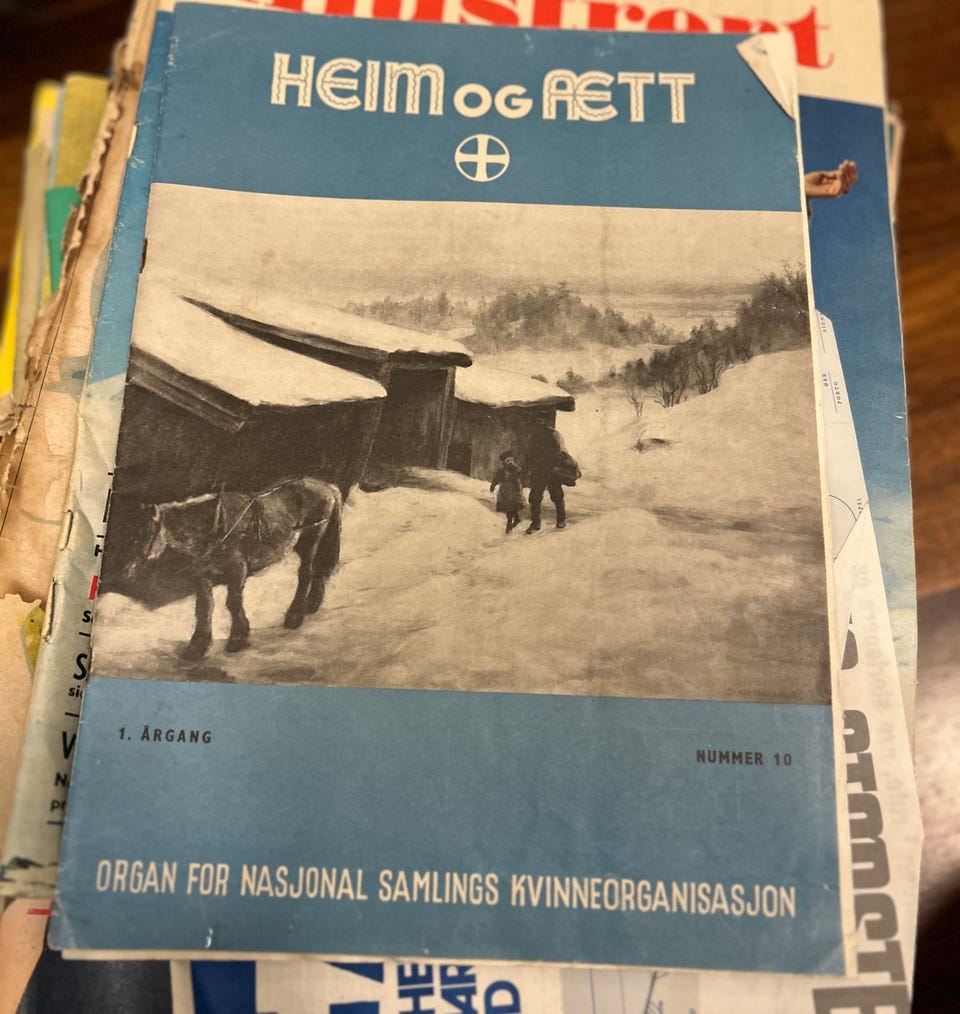 HEIM OG ÆTT
1. ÅRGANG
NUMMER 10
ORGAN FOR NASJONAL SAMLINGS KVINNEORGANISASJON